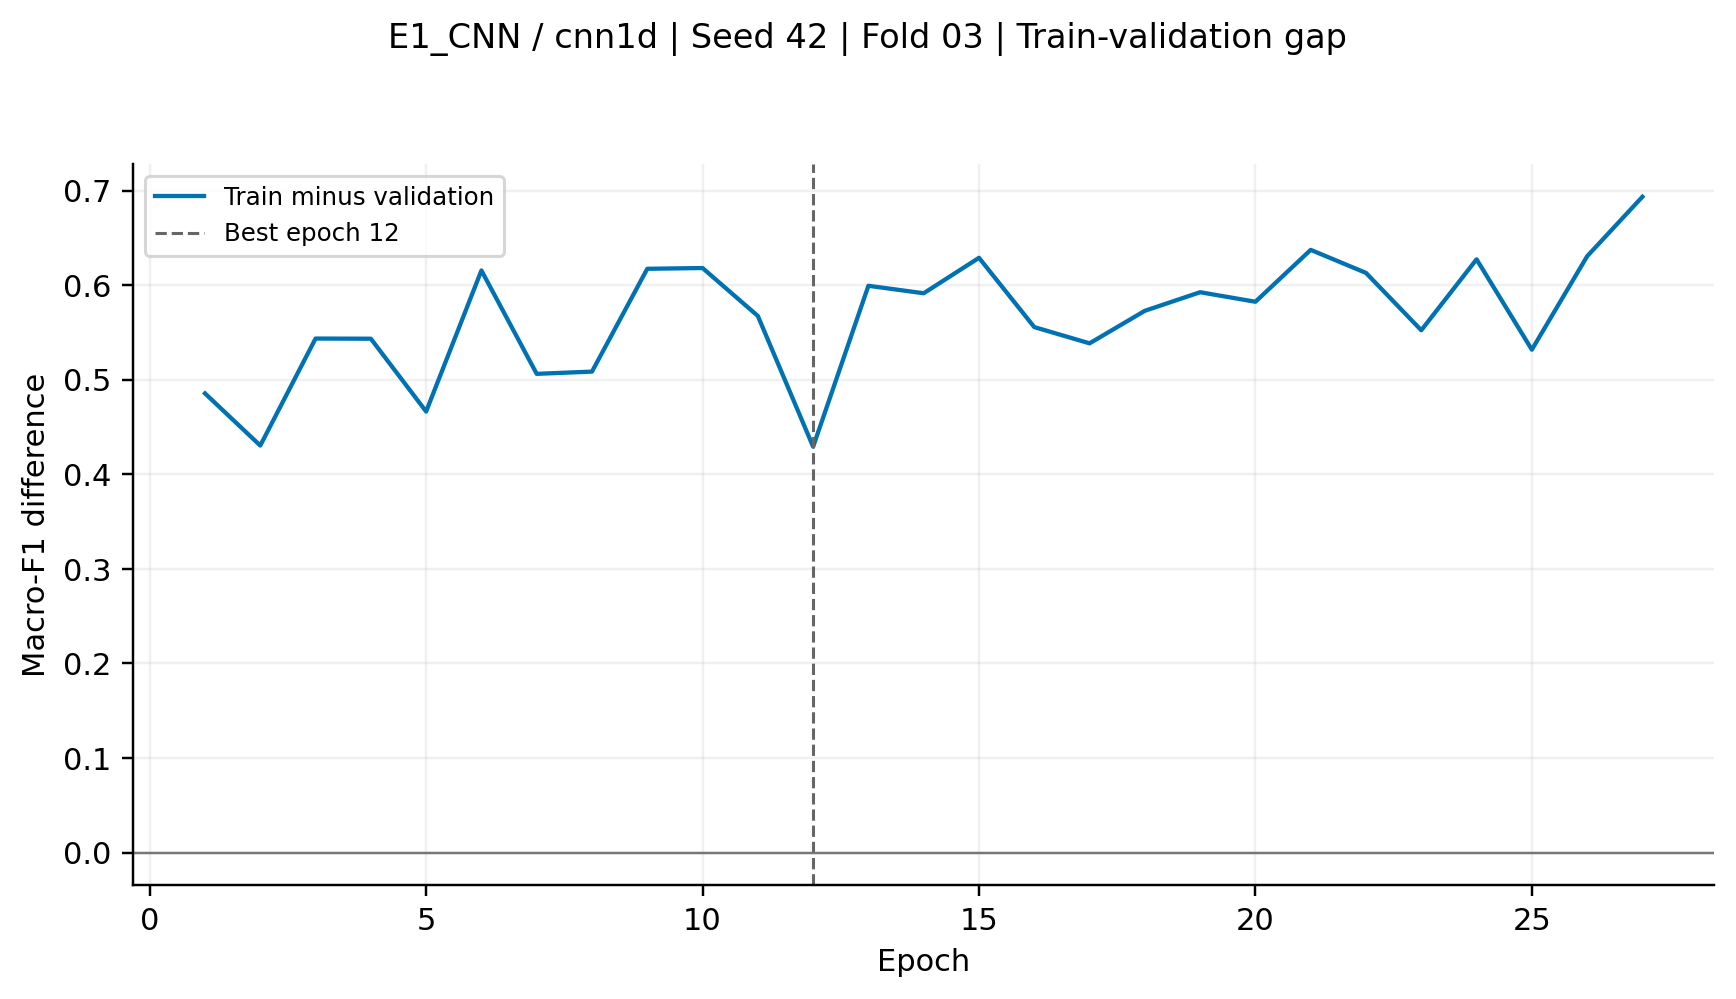 E1_CNN / cnn1d | Seed 42 | Fold 03 | Train-validation gap
Train minus validation
Best epoch 12
Macro-F1 difference
0.7
0.6
0.5
0.4
0.3
0.2
0.1
0.0
0
5
10
15
20
25
Epoch